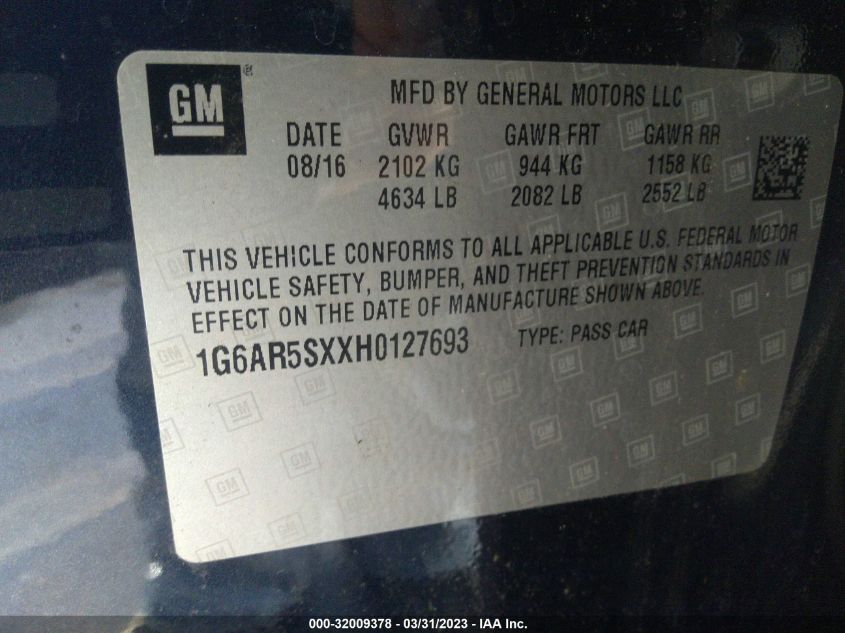 GM
MFD BY GENERAL MOTORS LLC
DATE GVWR GAWR FRT GAWR RR
08/16 2102 KG 944 KG 1158 KG
4634 LB 2082 LB 2552 LB
THIS VEHICLE CONFORMS TO ALL APPLICABLE U.S. FEDERAL MOTOR
VEHICLE SAFETY, BUMPER, AND THEFT PREVENTION STANDARDS IN
EFFECT ON THE DATE OF MANUFACTURE SHOWN ABOVE.
1G6AR5SXXH0127693 TYPE: PASS CAR
000-32009378 - 03/31/2023 - IAA Inc.